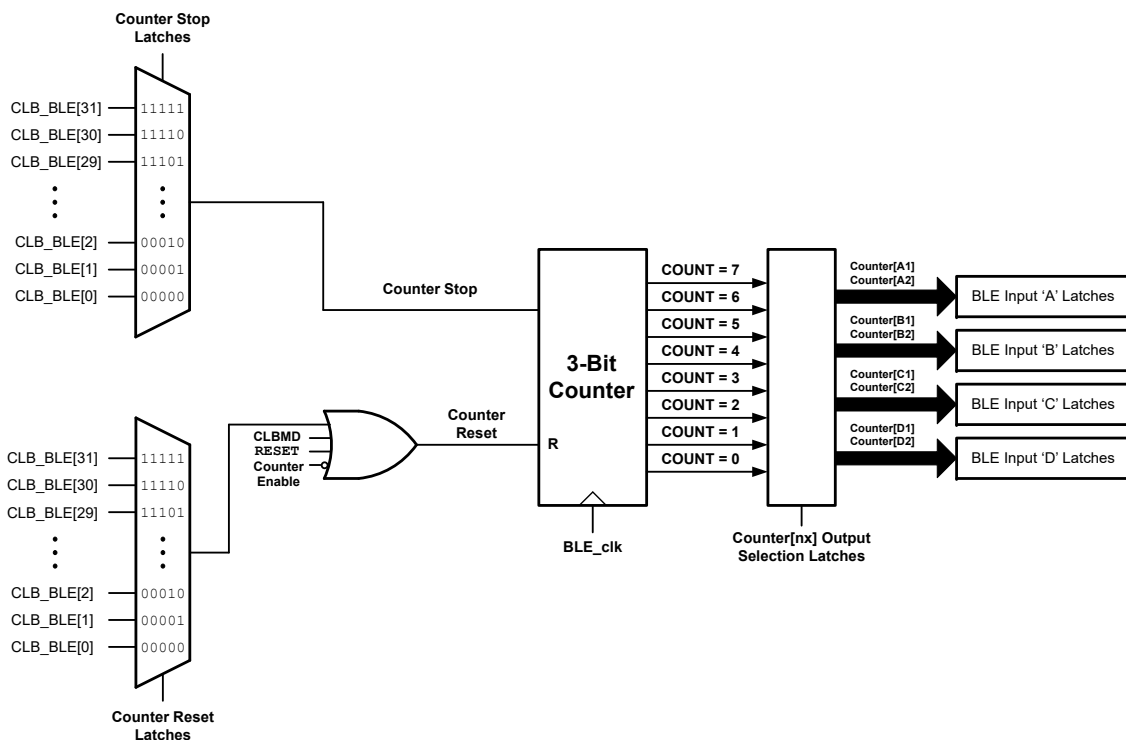 Counter Stop
Latches
CLB_BLE[31]
11111
CLB_BLE[30]
11110
CLB_BLE[29]
11101
CLB_BLE[2]
00010
CLB_BLE[1]
00001
CLB_BLE[0]
00000
Counter Stop
CLB_BLE[31]
11111
CLB_BLE[30]
11110
CLB_BLE[29]
11101
CLB_BLE[2]
00010
CLB_BLE[1]
00001
CLB_BLE[0]
00000
Counter Reset
Latches
CLBMD
RESET
Counter
Enable
Counter
Reset
3-Bit
Counter
R
BLE_clk
COUNT = 7
COUNT = 6
COUNT = 5
COUNT = 4
COUNT = 3
COUNT = 2
COUNT = 1
COUNT = 0
Counter[nx] Output
Selection Latches
Counter[A1]
Counter[A2]
BLE Input ‘A’ Latches
Counter[B1]
Counter[B2]
BLE Input ‘B’ Latches
Counter[C1]
Counter[C2]
BLE Input ‘C’ Latches
Counter[D1]
Counter[D2]
BLE Input ‘D’ Latches